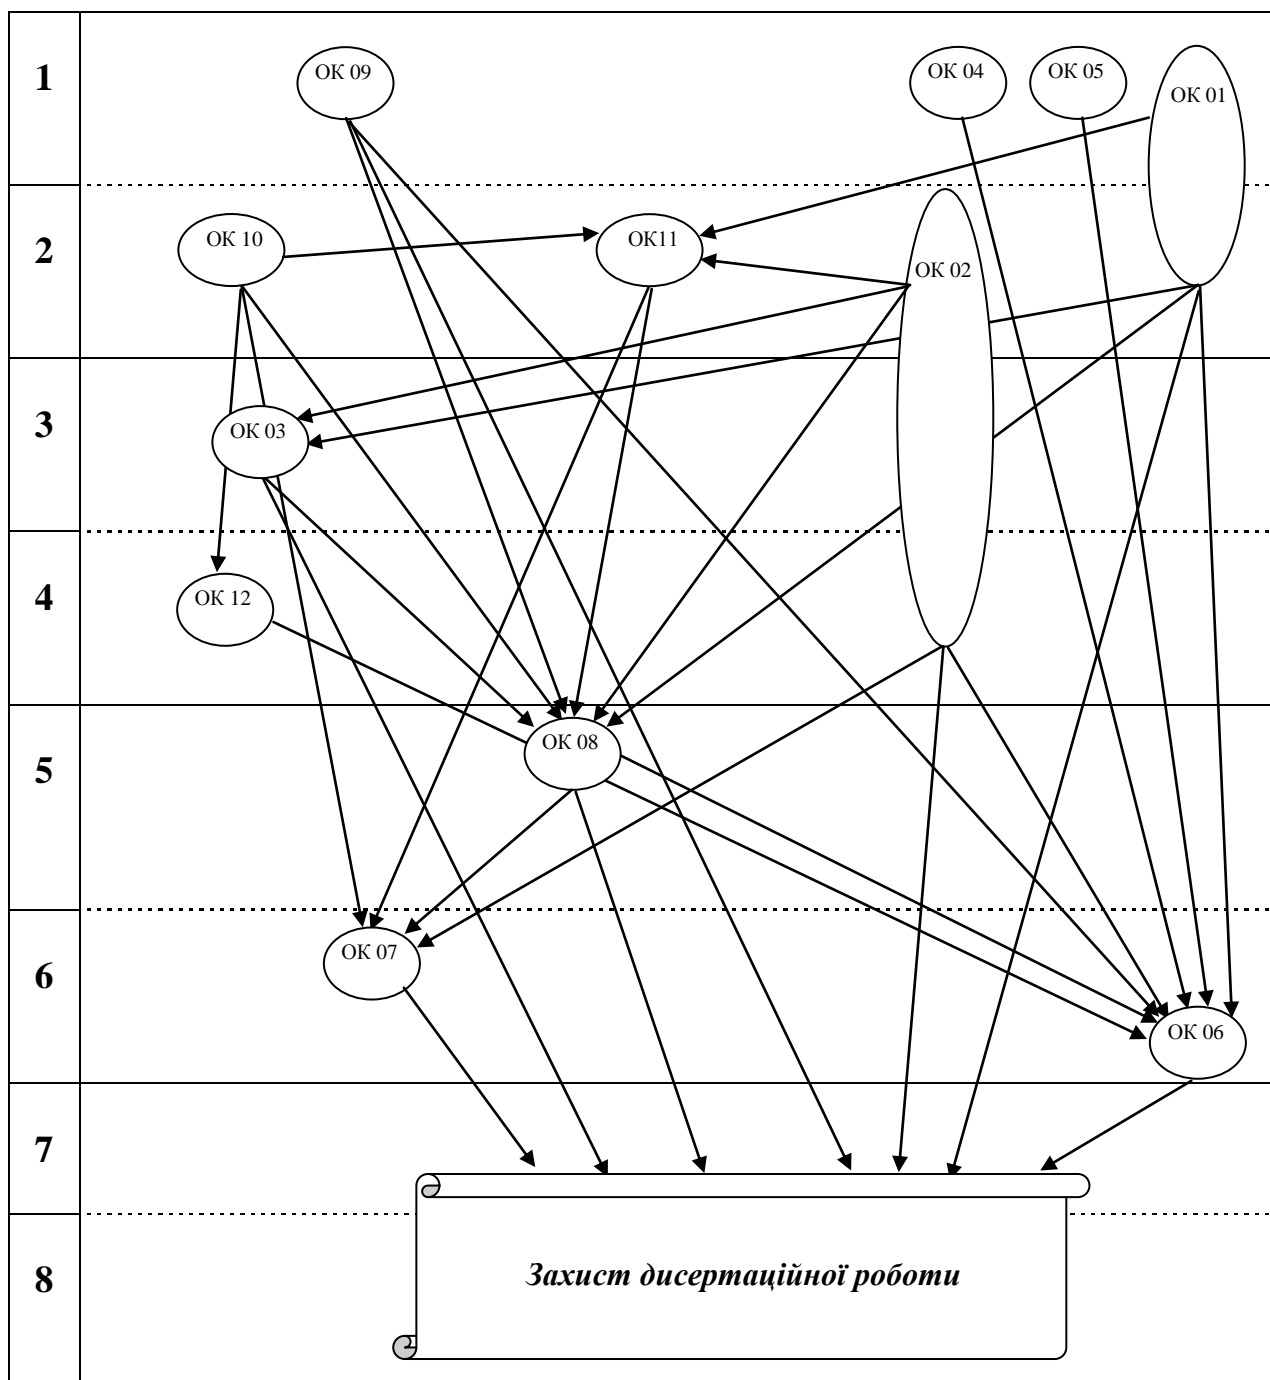 1
ОК 09
ОК 04
ОК 05
ОК 01
2
ОК 10
ОК11
ОК 02
3
ОК 03
4
ОК 12
5
ОК 08
6
ОК 07
ОК 06
7
8
Захист дисертаційної роботи